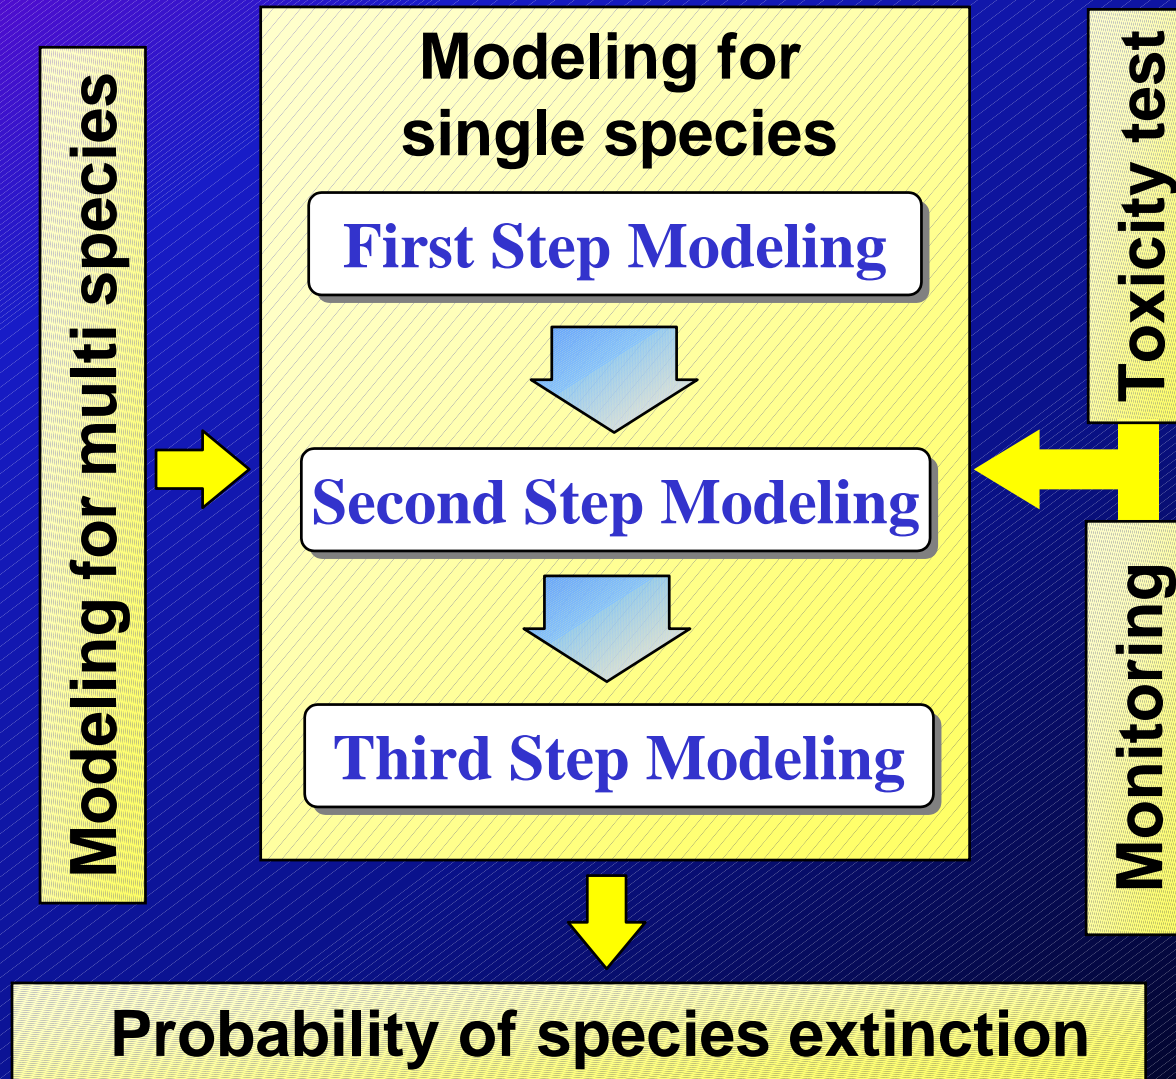 Modeling for multi species
Modeling for
single species
First Step Modeling
Second Step Modeling
Third Step Modeling
Toxicity test
Monitoring
Probability of species extinction